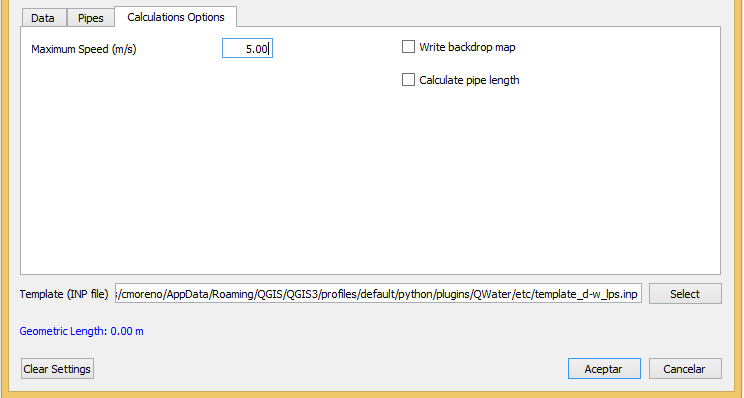 Data Pipes Calculations Options
Maximum Speed (m/s) 5.00 Write backdrop map
Calculate pipe length
Template (INP file) s/cmoreno/AppData/Roaming/QGIS/QGIS3/profiles/default/python/plugins/QWater/etc/template_d-w_lps.inp Select
Geometric Length: 0.00 m
Clear Settings Aceptar Cancelar